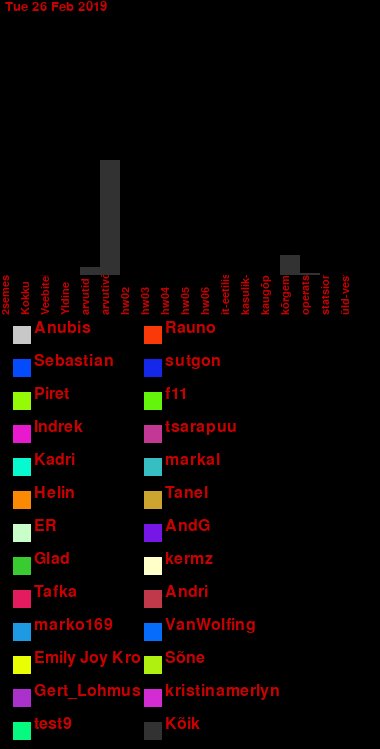 Tue 26 Feb 2019
2semes
Kokku
Veebite
Yldine
arvutid
arvutivõ
hw02
hw03
hw04
hw05
hw06
it-eetilis
kasulik-
kaugõp
kõrgem
operats
statsior
üld-ves
Anubis Rauno
Sebastian sutgon
Piret f11
Indrek tsarapuu
Kadri markal
Helin Tanel
ER AndG
Glad kermz
Tafka Andri
marko169 VanWolfing
Emily Joy Kro Sõne
Gert_Lohmus kristinamerlyn
test9 Kõik